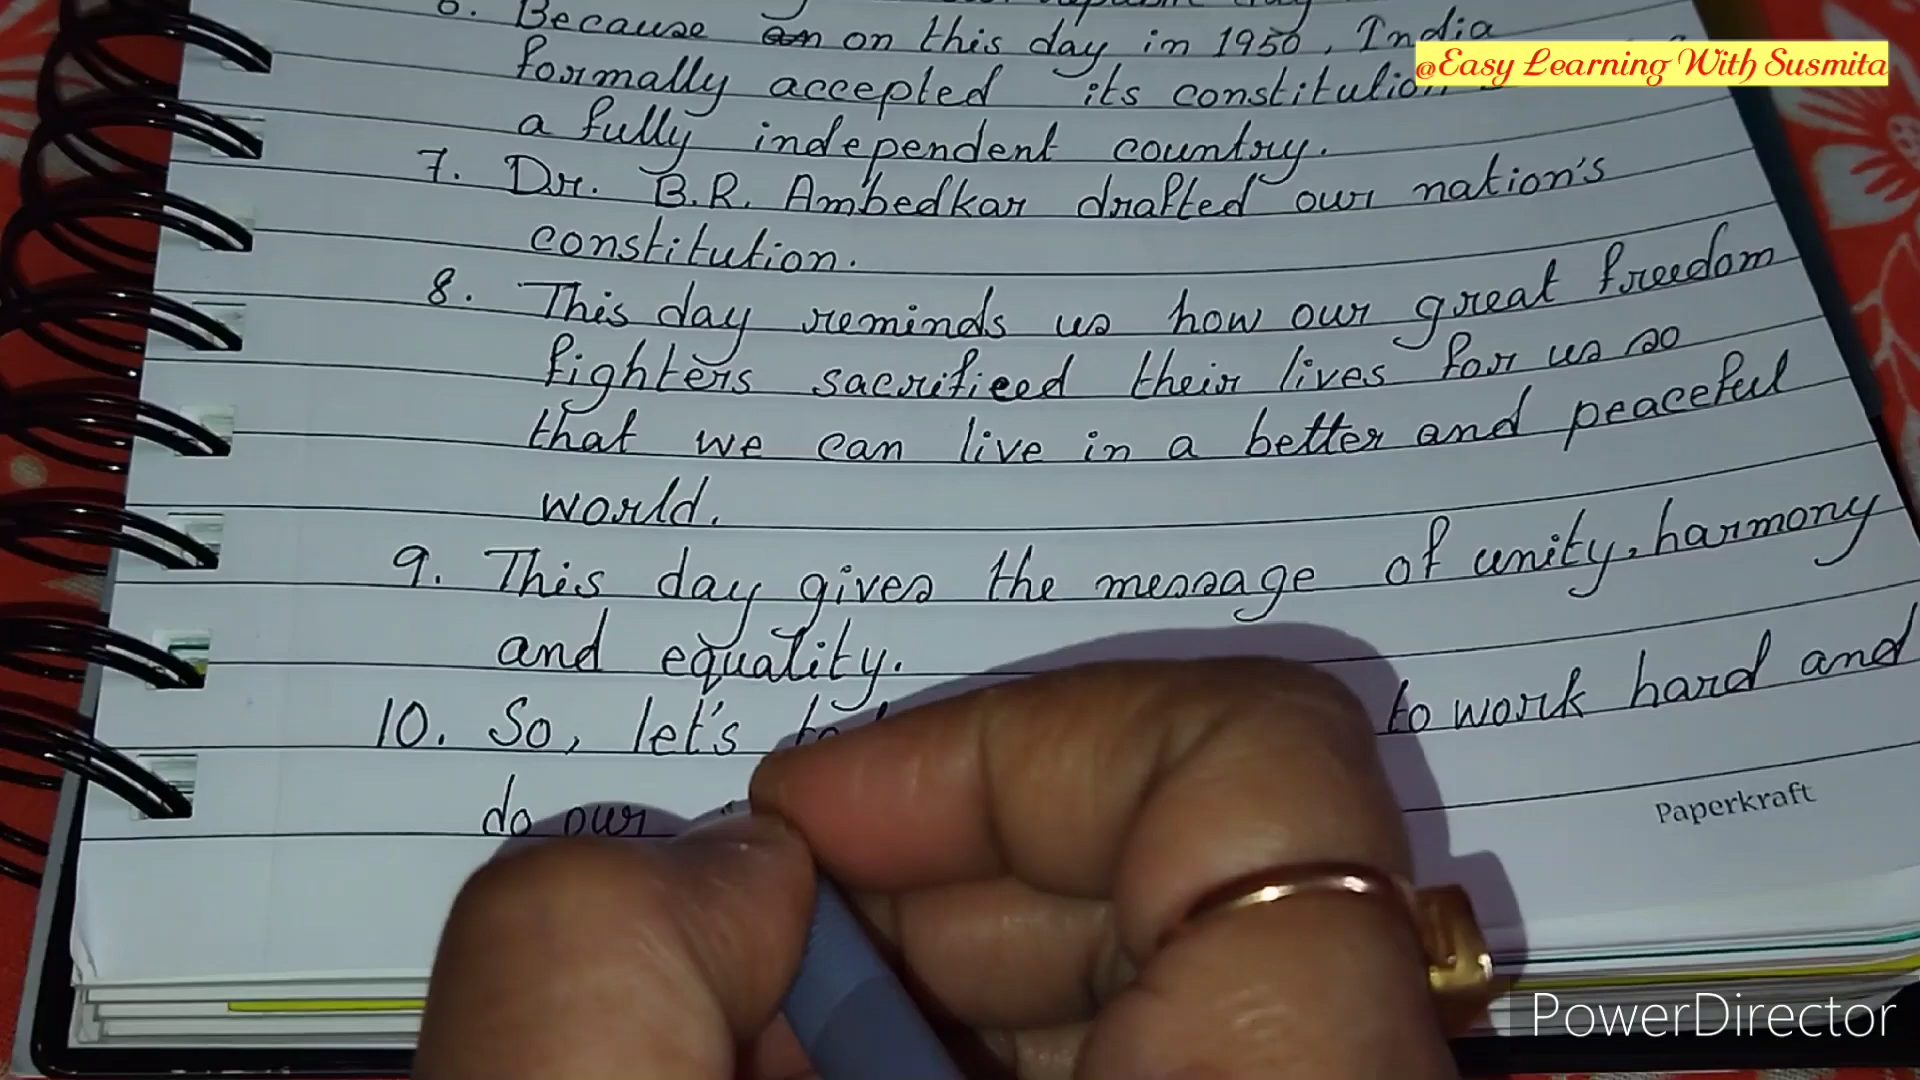 6. Because on on this day in 1950, India
@Easy Learning With Susmita
formally accepted its
a fully independent country.
7. Dr. B.R. Ambedkar drafted our nation's
constitution.
8. This day reminds us how our great freedom
fighters sacrificed their lives for us so
that we can live in a better and peaceful
world.
9. This day gives the message of unity, harmony
and equality.
10. So, let's to work hard and
do our
Paperkraft
PowerDirector